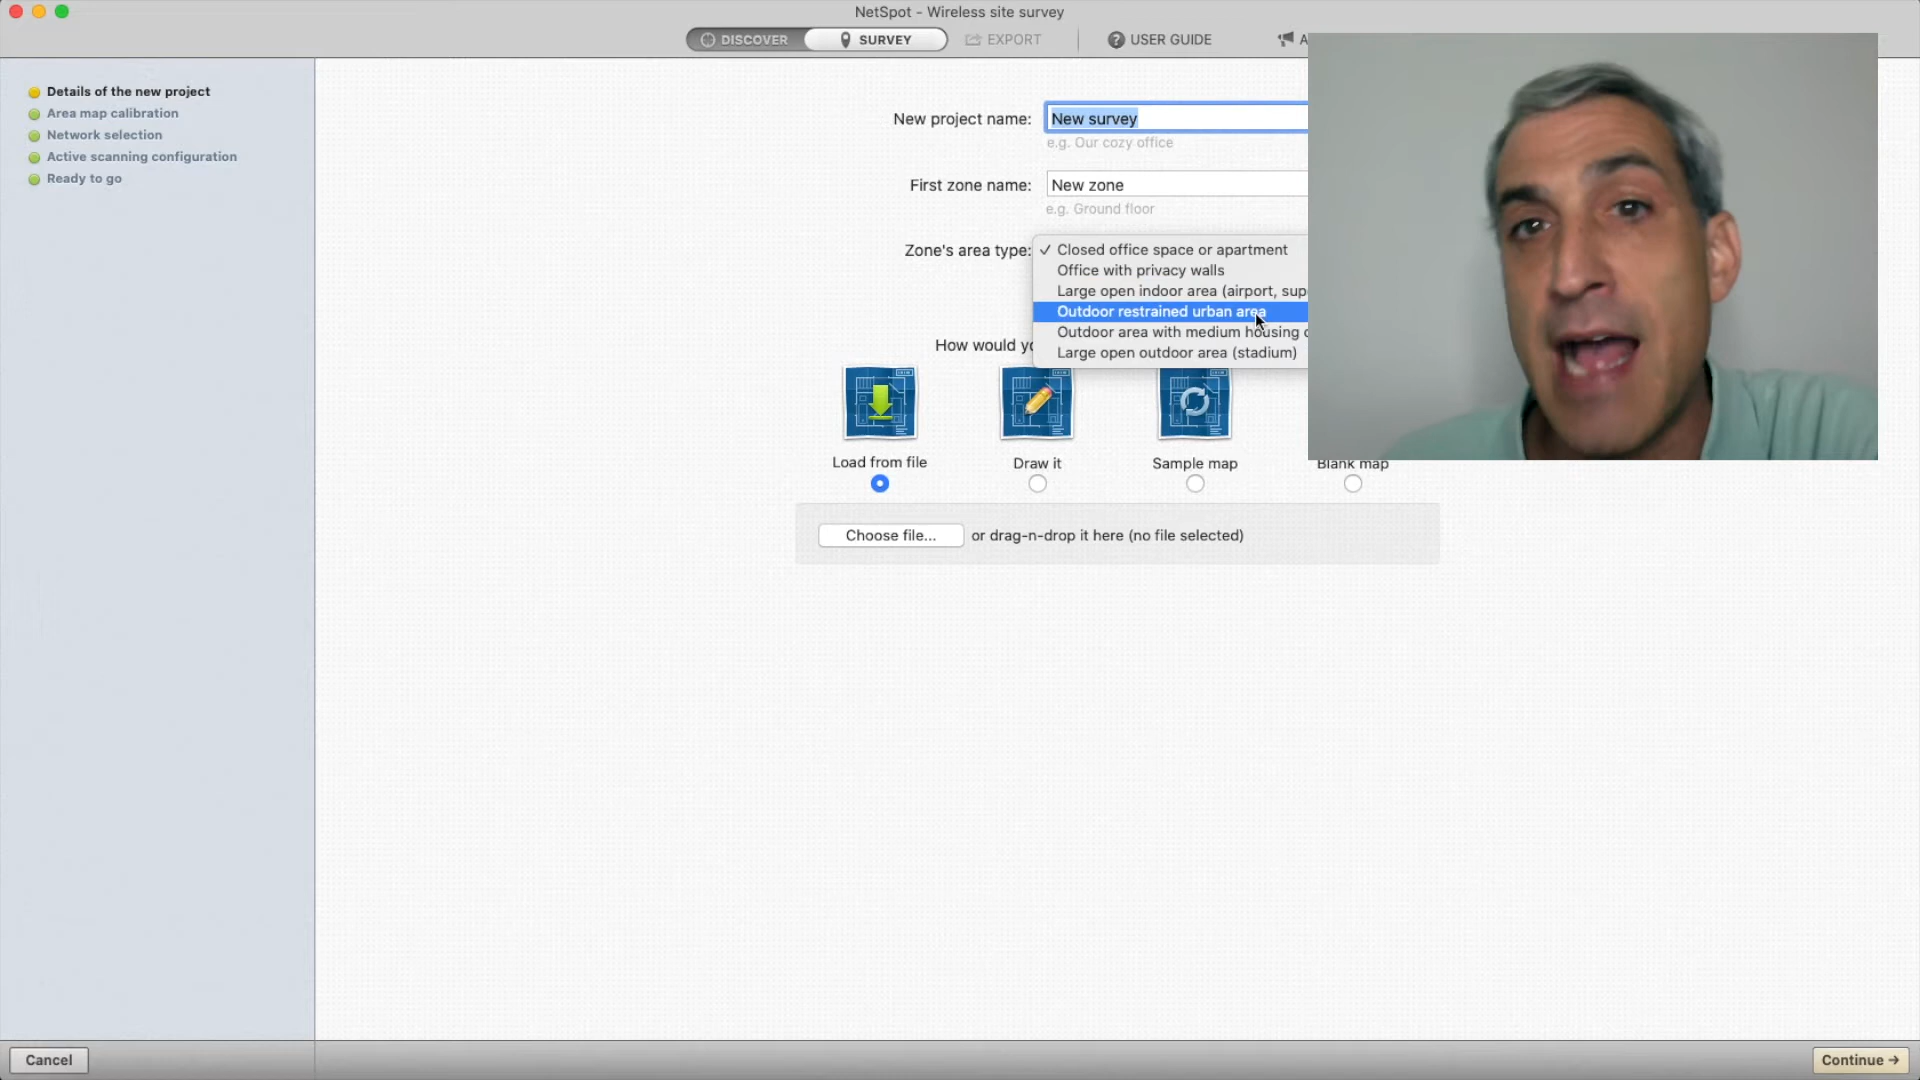 NetSpot - Wireless site survey
DISCOVER
SURVEY
EXPORT
USER GUIDE
Details of the new project
Area map calibration
Network selection
Active scanning configuration
Ready to go
New project name:
New survey
e.g. Our cozy office
First zone name:
New zone
e.g. Ground floor
Zone's area type:
✓ Closed office space or apartment
Office with privacy walls
Large open indoor area (airport,
Outdoor restrained urban area
Outdoor area with medium housing
Large open outdoor area (stadium)
How would
Load from file
Draw it
Sample map
Blank map
Choose file...
or drag-n-drop it here (no file selected)
Cancel
Continue →